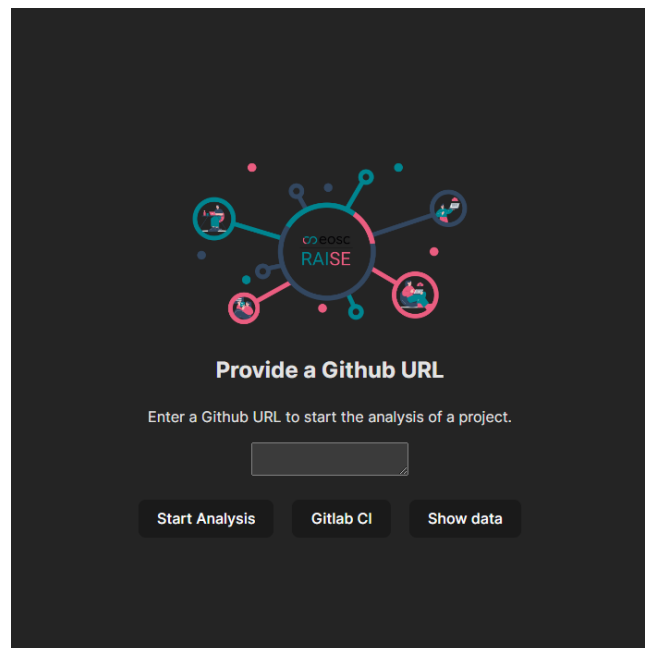 eosc
RAISE
Provide a Github URL
Enter a Github URL to start the analysis of a project.
Start Analysis
Gitlab CI
Show data